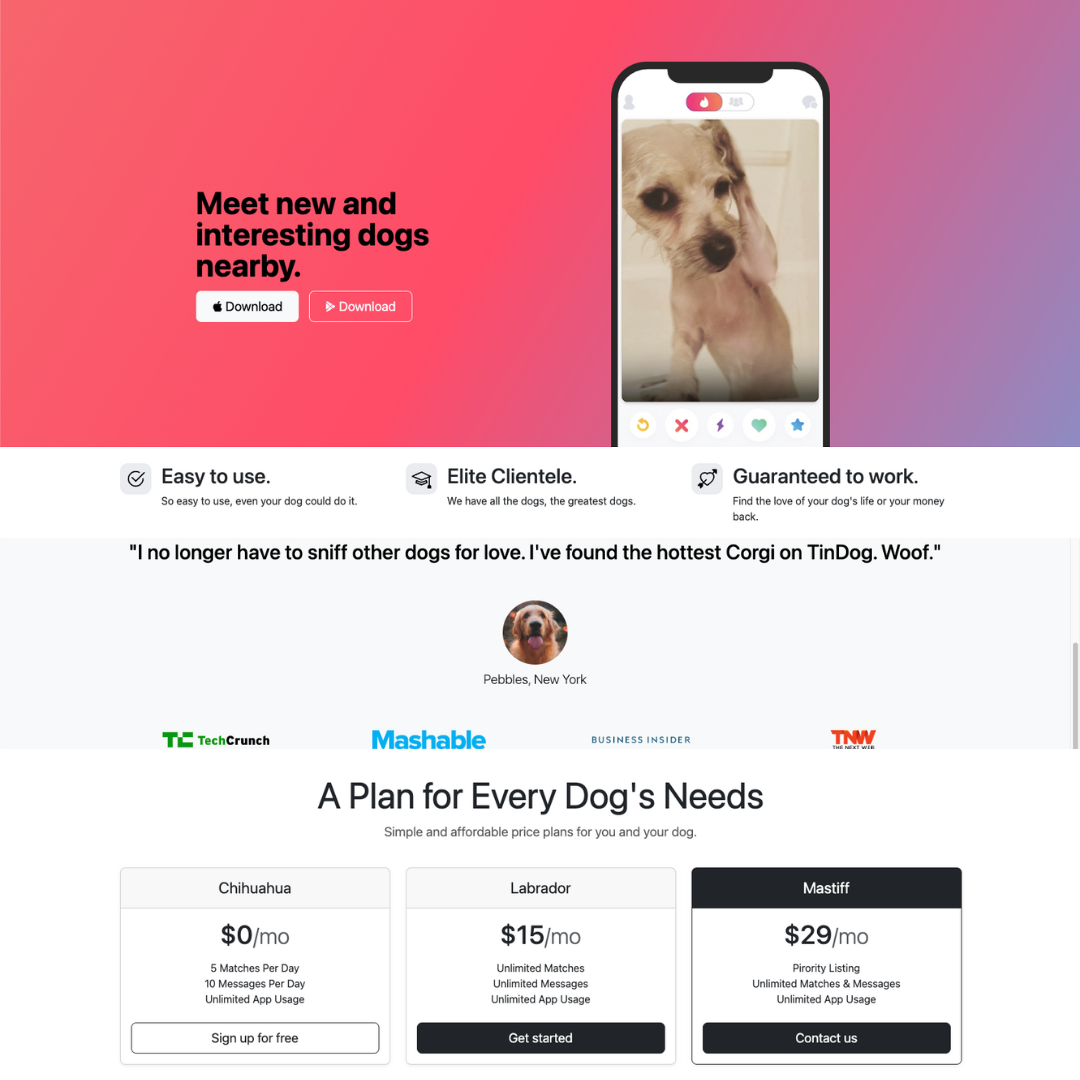 Meet new and
interesting dogs
nearby.
Download
Download
Easy to use.
So easy to use, even your dog could do it.
Elite Clientele.
We have all the dogs, the greatest dogs.
Guaranteed to work.
Find the love of your dog's life or your money
back.
"I no longer have to sniff other dogs for love. I've found the hottest Corgi on TinDog. Woof."
Pebbles, New York
TC TechCrunch
Mashable
BUSINESS INSIDER
TNW
THE NEXT WEB
A Plan for Every Dog's Needs
Simple and affordable price plans for you and your dog.
Chihuahua
$0/mo
5 Matches Per Day
10 Messages Per Day
Unlimited App Usage
Sign up for free
Labrador
$15/mo
Unlimited Matches
Unlimited Messages
Unlimited App Usage
Get started
Mastiff
$29/mo
Pirority Listing
Unlimited Matches & Messages
Unlimited App Usage
Contact us